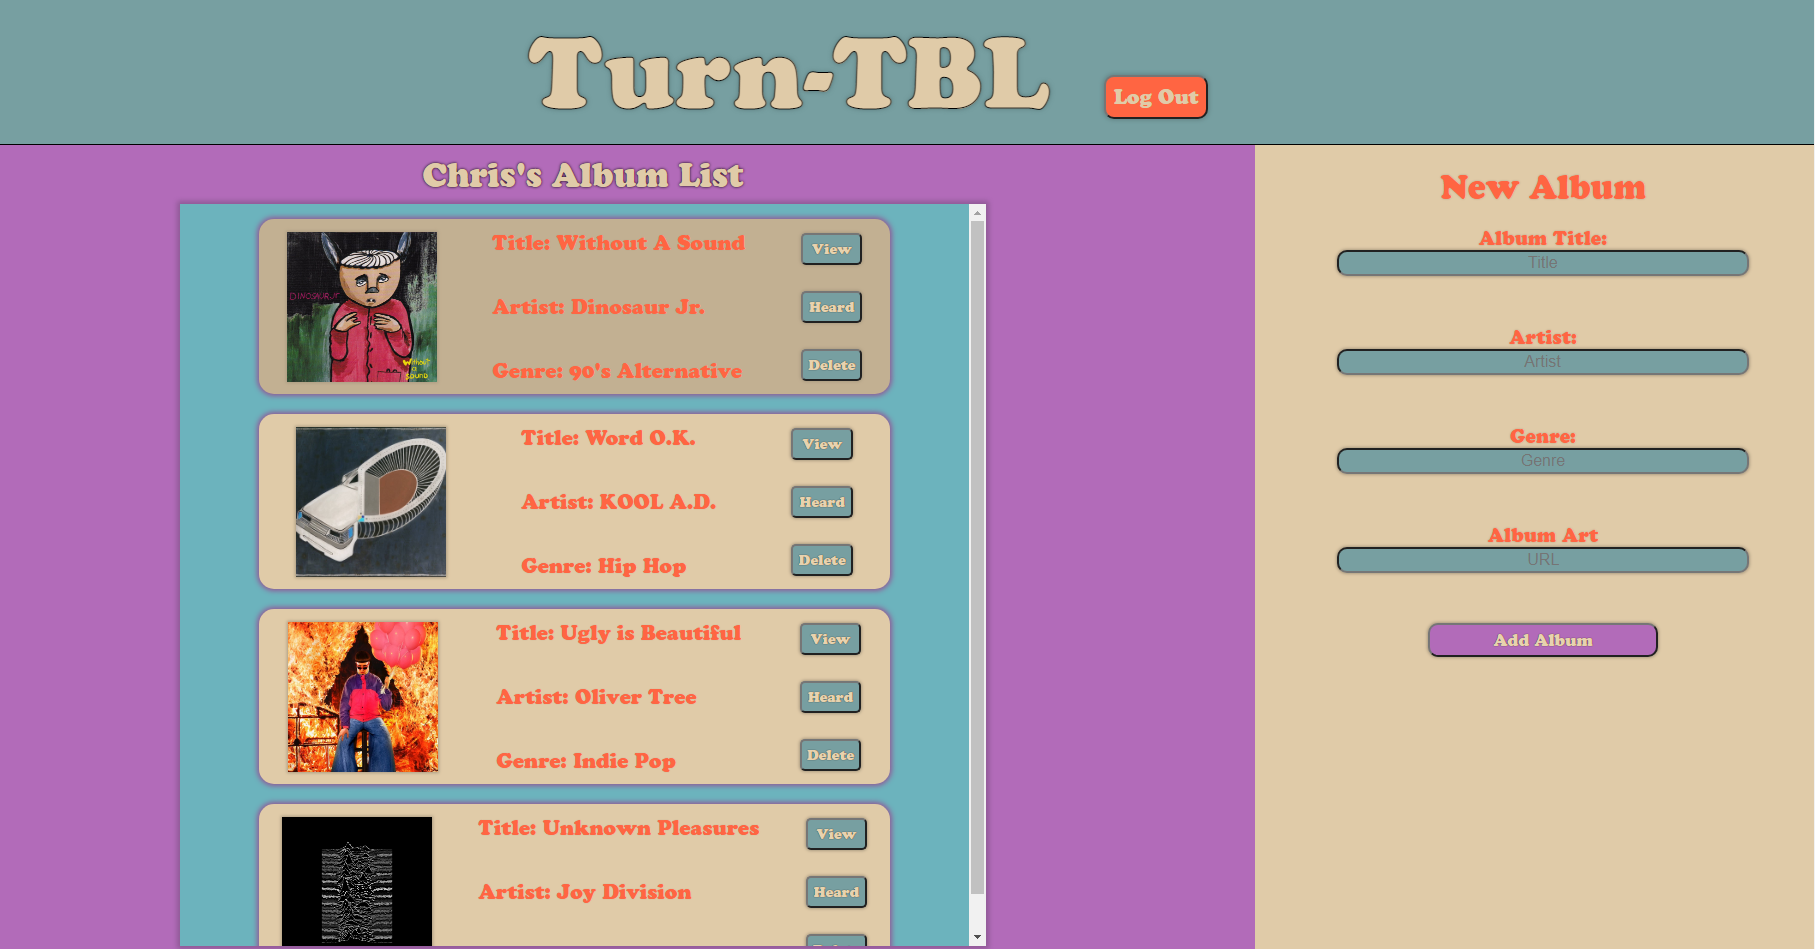 Turn-TBL
Log Out
Chris's Album List
DINOSAUR JR
Without
a
sound
Title: Without A Sound
Artist: Dinosaur Jr.
Genre: 90's Alternative
View
Heard
Delete
Title: Word O.K.
Artist: KOOL A.D.
Genre: Hip Hop
View
Heard
Delete
Title: Ugly is Beautiful
Artist: Oliver Tree
Genre: Indie Pop
View
Heard
Delete
Title: Unknown Pleasures
Artist: Joy Division
View
Heard
New Album
Album Title:
Title
Artist:
Artist
Genre:
Genre
Album Art
URL
Add Album